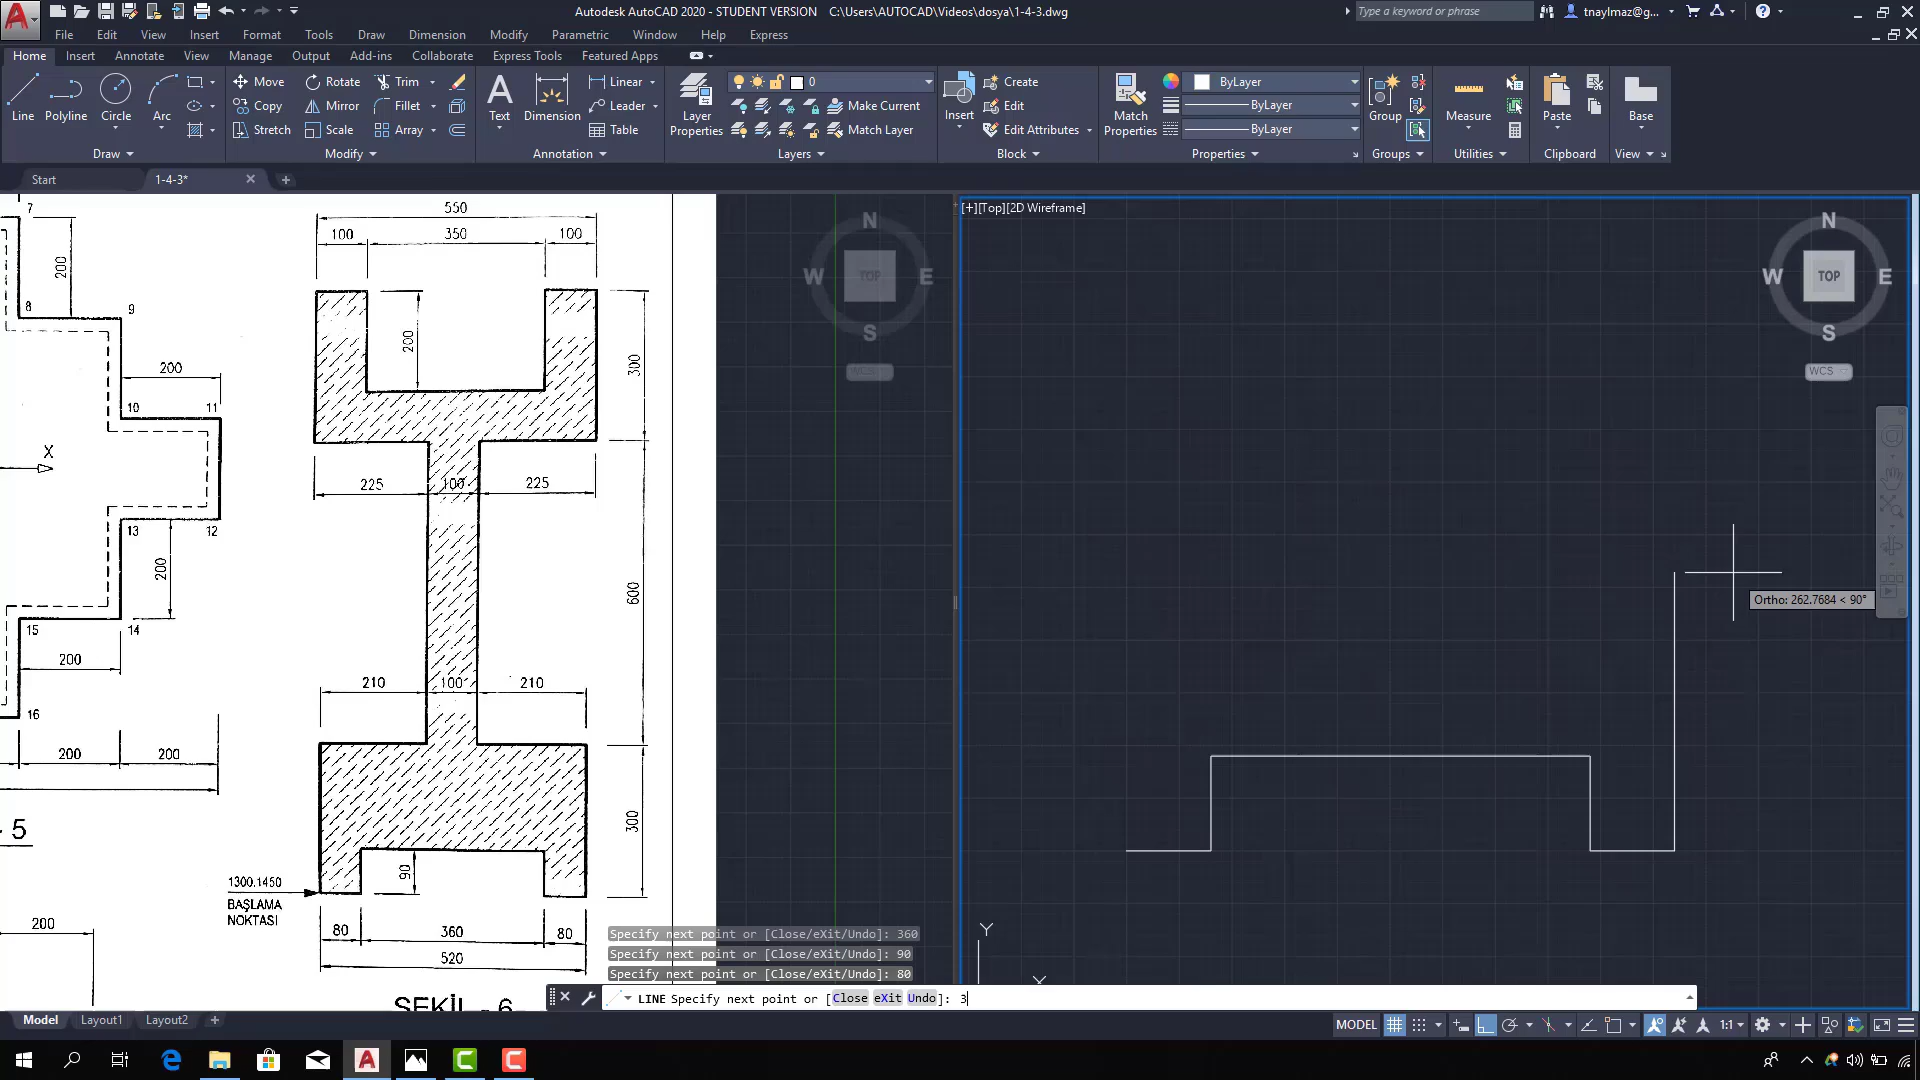 Autodesk AutoCAD 2020 - STUDENT VERSION C:\Users\AUTOCAD\Videos\dosya\1-4-3.dwg
Type a keyword or phrase
tnaylmaz@g...
File Edit View Insert Format Tools Draw Dimension Modify Parametric Window Help Express
Home Insert Annotate View Manage Output Add-ins Collaborate Express Tools Featured Apps
Line Polyline Circle Arc
Move Rotate Trim
Copy Mirror Fillet
Stretch Scale Array
Text Dimension
Linear
Leader
Table
Layer Properties
0
Make Current
Match Layer
Insert
Create
Edit
Edit Attributes
Match Properties
ByLayer
ByLayer
ByLayer
Group
Measure
Paste
Base
Draw Modify Annotation Layers Block Properties Groups Utilities Clipboard View
Start 1-4-3*
[+][Top][2D Wireframe]
7
200
8
9
200
10
11
X
13
12
200
15
14
200
16
200
200
- 5
200
550
100
350
100
200
300
225
100
225
600
210
100
210
300
90
1300.1450
BAŞLAMA
NOKTASI
80
360
80
520
ŞEKİL - 6
N
W TOP E
S
WCS
N
W TOP E
S
WCS
Ortho: 262.7684 < 90°
Y
X
Specify next point or [Close/eXit/Undo]: 360
Specify next point or [Close/eXit/Undo]: 90
Specify next point or [Close/eXit/Undo]: 80
LINE Specify next point or [Close eXit Undo]: 3
Model Layout1 Layout2
MODEL
1:1